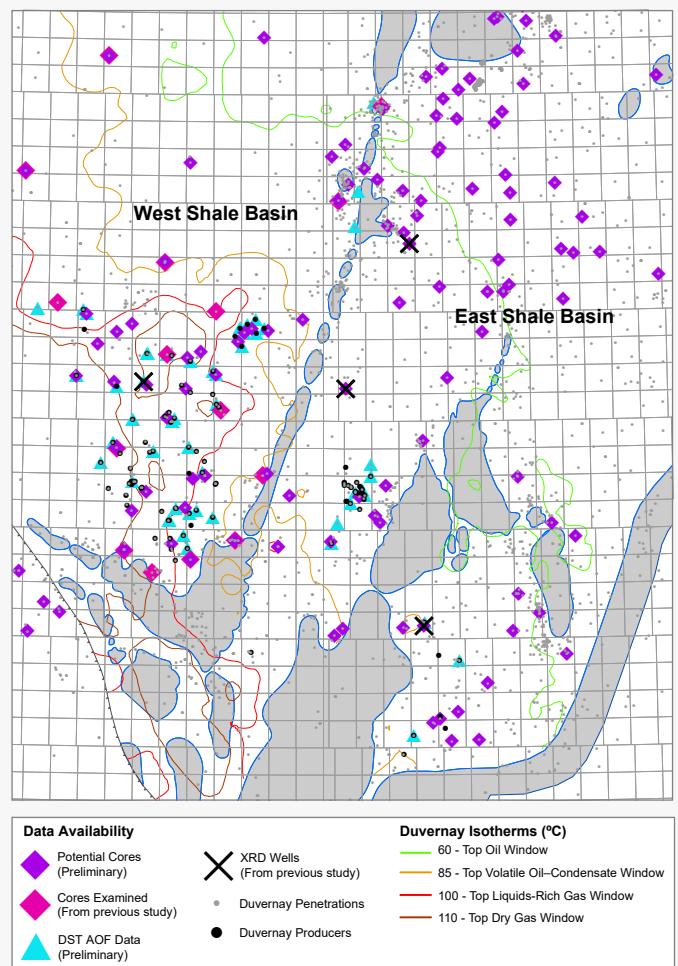 West Shale Basin
East Shale Basin
Data Availability
Potential Cores
(Preliminary)
Cores Examined
(From previous study)
DST AOF Data
(Preliminary)
XRD Wells
(From previous study)
Duvernay Penetrations
Duvernay Producers
Duvernay Isotherms (ºC)
60 - Top Oil Window
85 - Top Volatile Oil–Condensate Window
100 - Top Liquids-Rich Gas Window
110 - Top Dry Gas Window